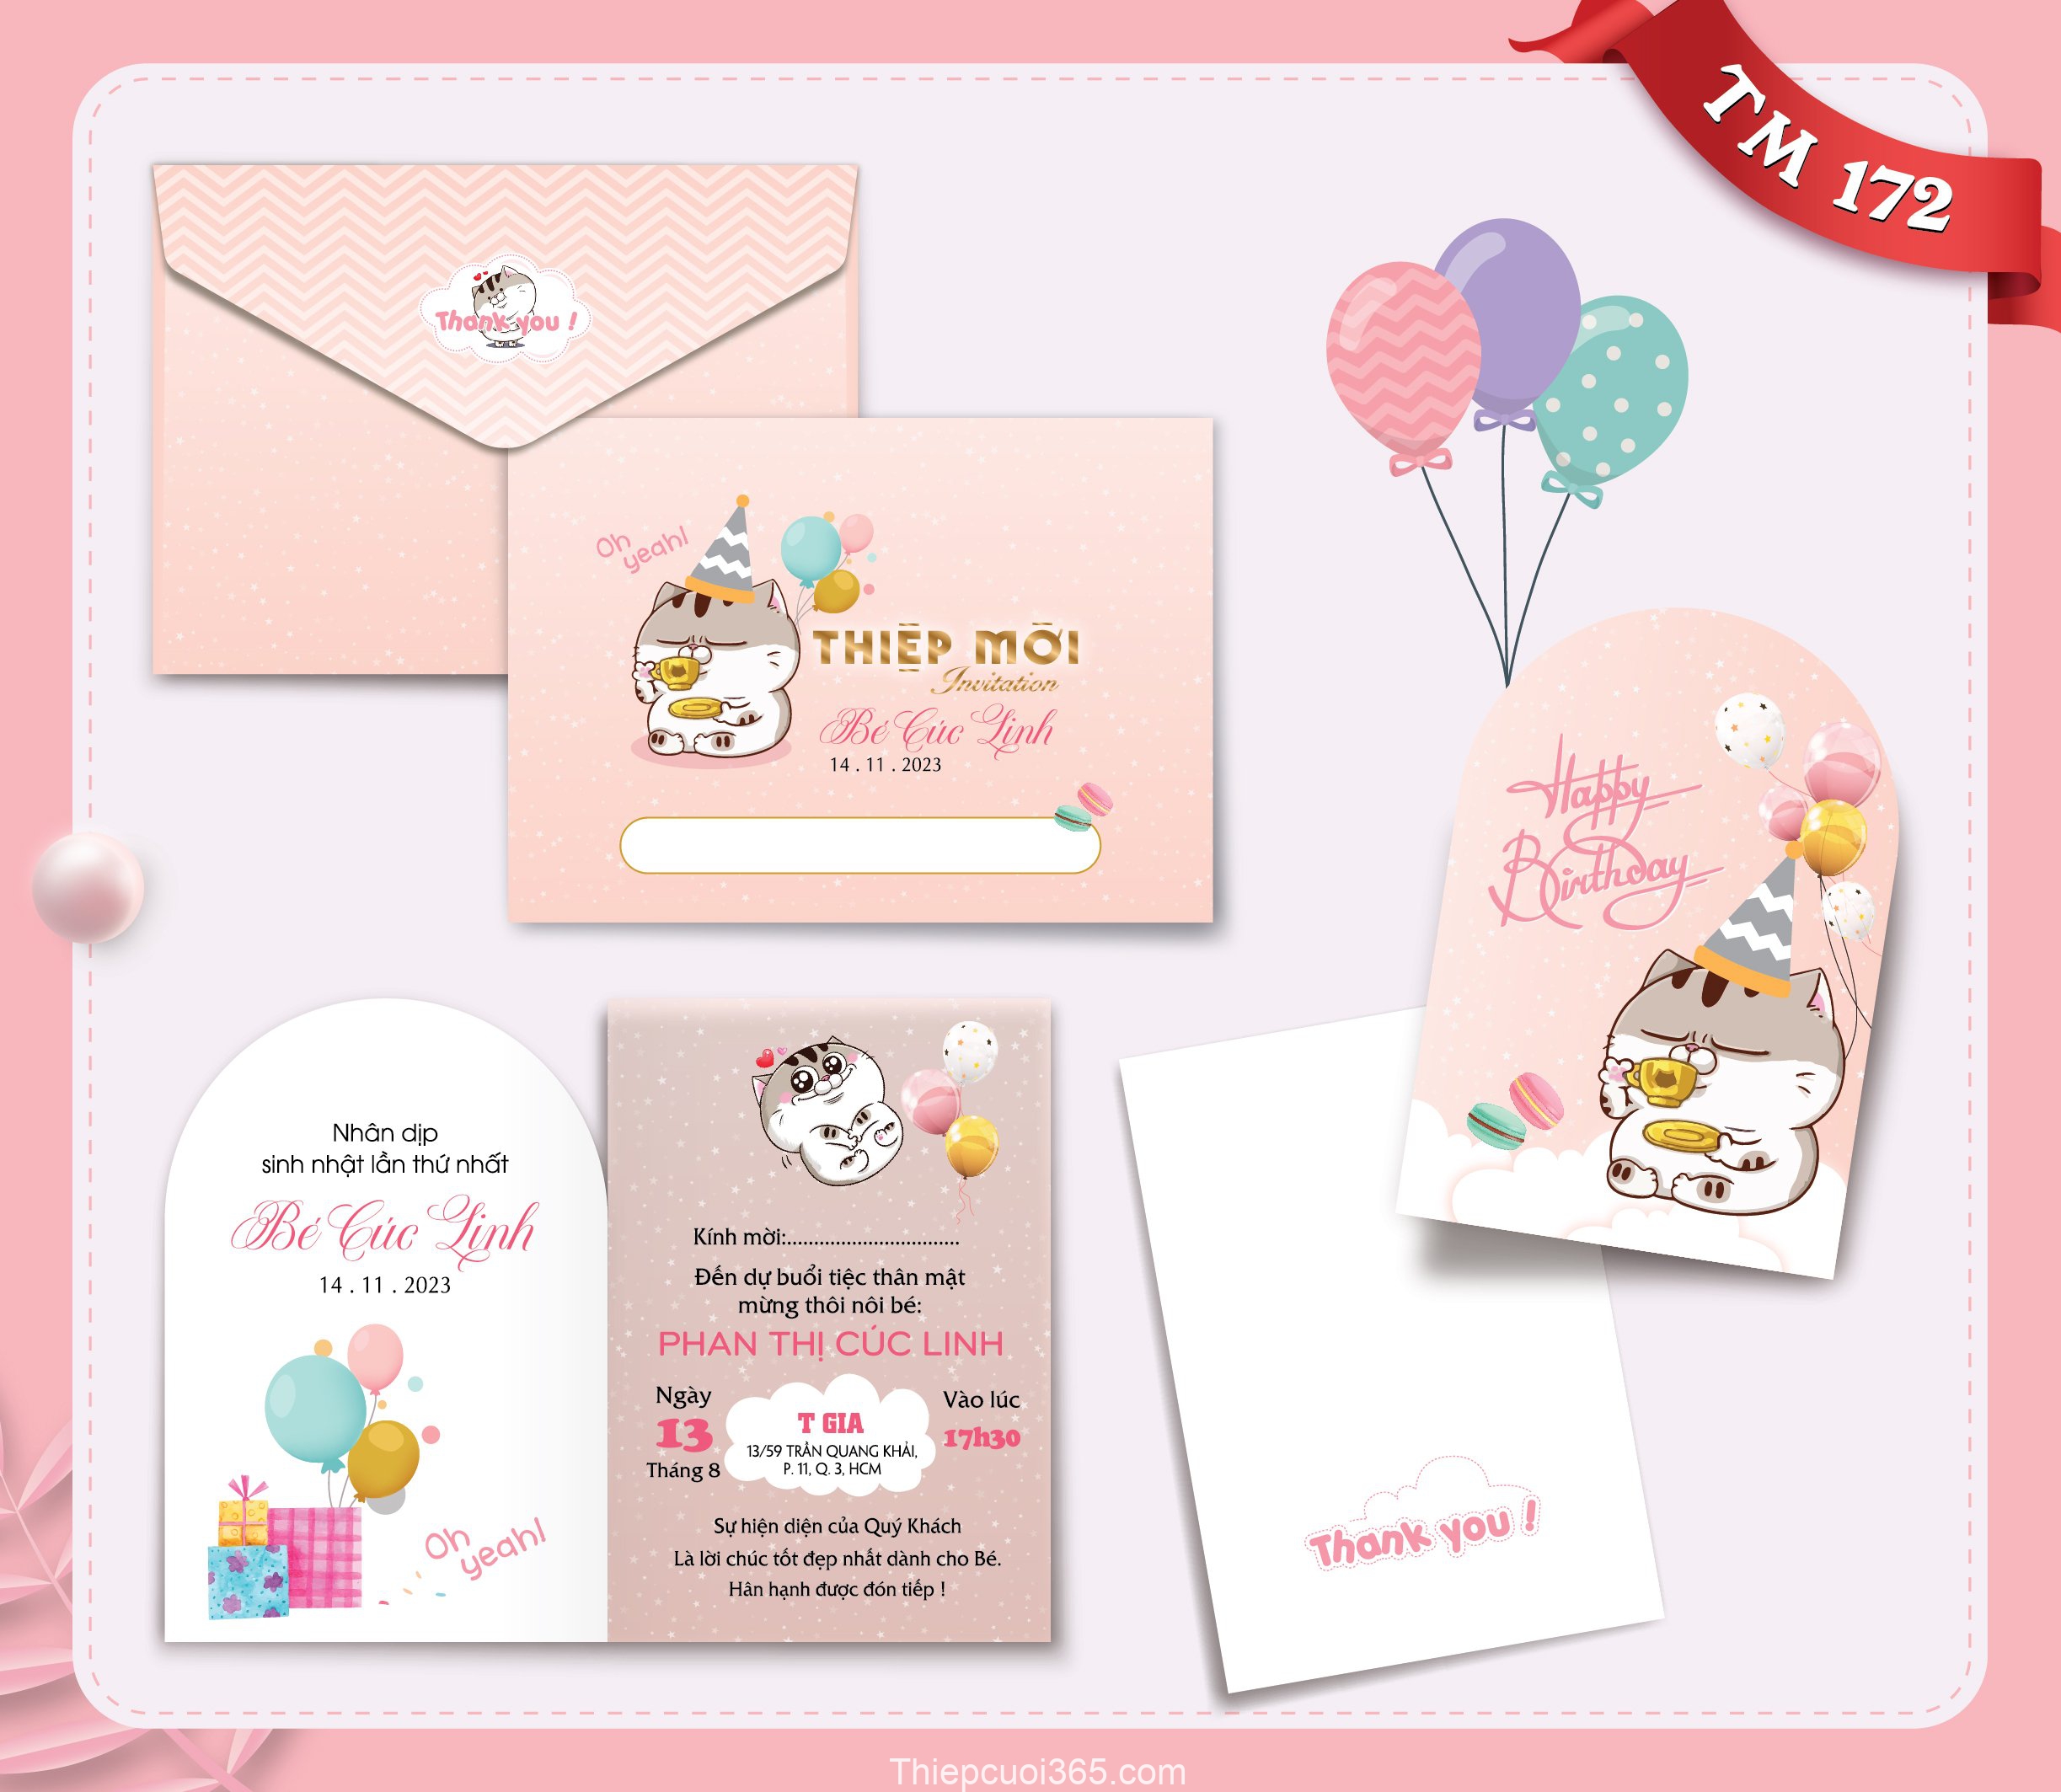 TM 172
Thank you !
Oh
yeah!
THIỆP MỜI
Invitation
Bé Cúc Linh
14 . 11 . 2023
Happy
Birthday
Nhân dịp
sinh nhật lần thứ nhất
Bé Cúc Linh
14 . 11 . 2023
Oh
yeah!
Kính mời:...............................
Đến dự buổi tiệc thân mật
mừng thôi nôi bé:
PHAN THỊ CÚC LINH
Ngày
13
Tháng 8
T GIA
13/59 TRẦN QUANG KHẢI,
P. 11, Q. 3, HCM
Vào lúc
17h30
Sự hiện diện của Quý Khách
Là lời chúc tốt đẹp nhất dành cho Bé.
Hân hạnh được đón tiếp !
Thank you !
Thiepcuoi365.com